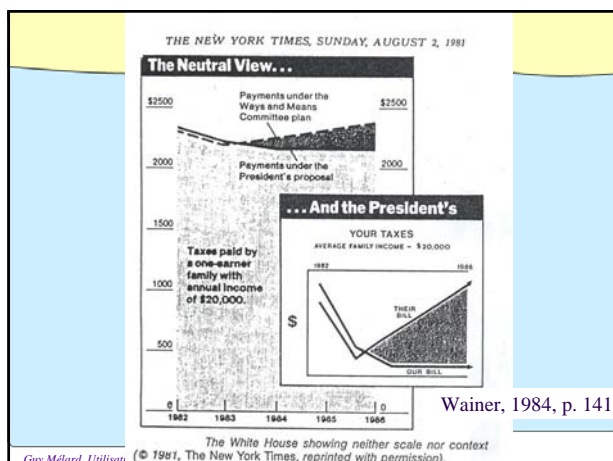 THE NEW YORK TIMES, SUNDAY, AUGUST 2, 1981
The Neutral View...
$2500
$2500
Payments under the
Ways and Means
Committee plan
2000
2000
Payments under the
President's proposal
1500
...And the President's
YOUR TAXES
AVERAGE FAMILY INCOME = $20,000
1982
1986
Taxes paid by
a one-earner
family with
annual income
of $20,000.
1000
THEIR
BILL
$
500
OUR BILL
0
0
1982
1983
1984
1985
1986
Wainer, 1984, p. 141
The White House showing neither scale nor context
(© 1981, The New York Times, reprinted with permission).
Guy Mélard,